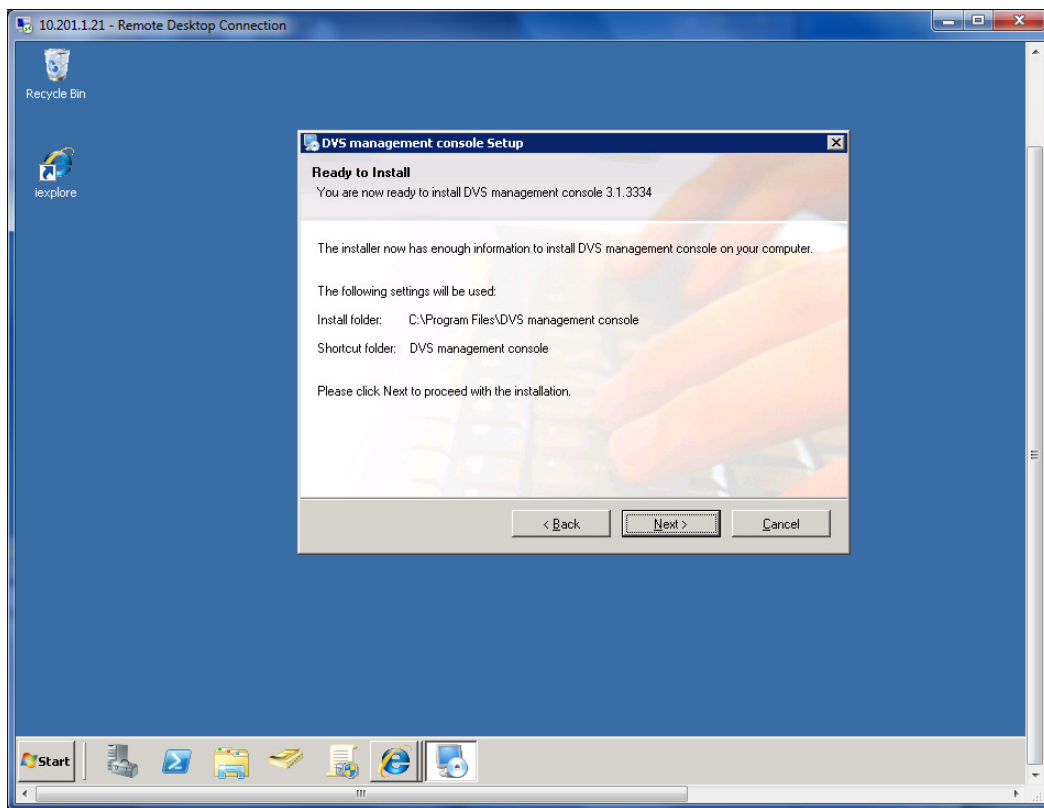 10.201.1.21 - Remote Desktop Connection
Recycle Bin
iexplore
DVS management console Setup
Ready to Install
You are now ready to install DVS management console 3.1.3334
The installer now has enough information to install DVS management console on your computer.
The following settings will be used:
Install folder: C:\Program Files\DVS management console
Shortcut folder: DVS management console
Please click Next to proceed with the installation.
< Back Next > Cancel
Start